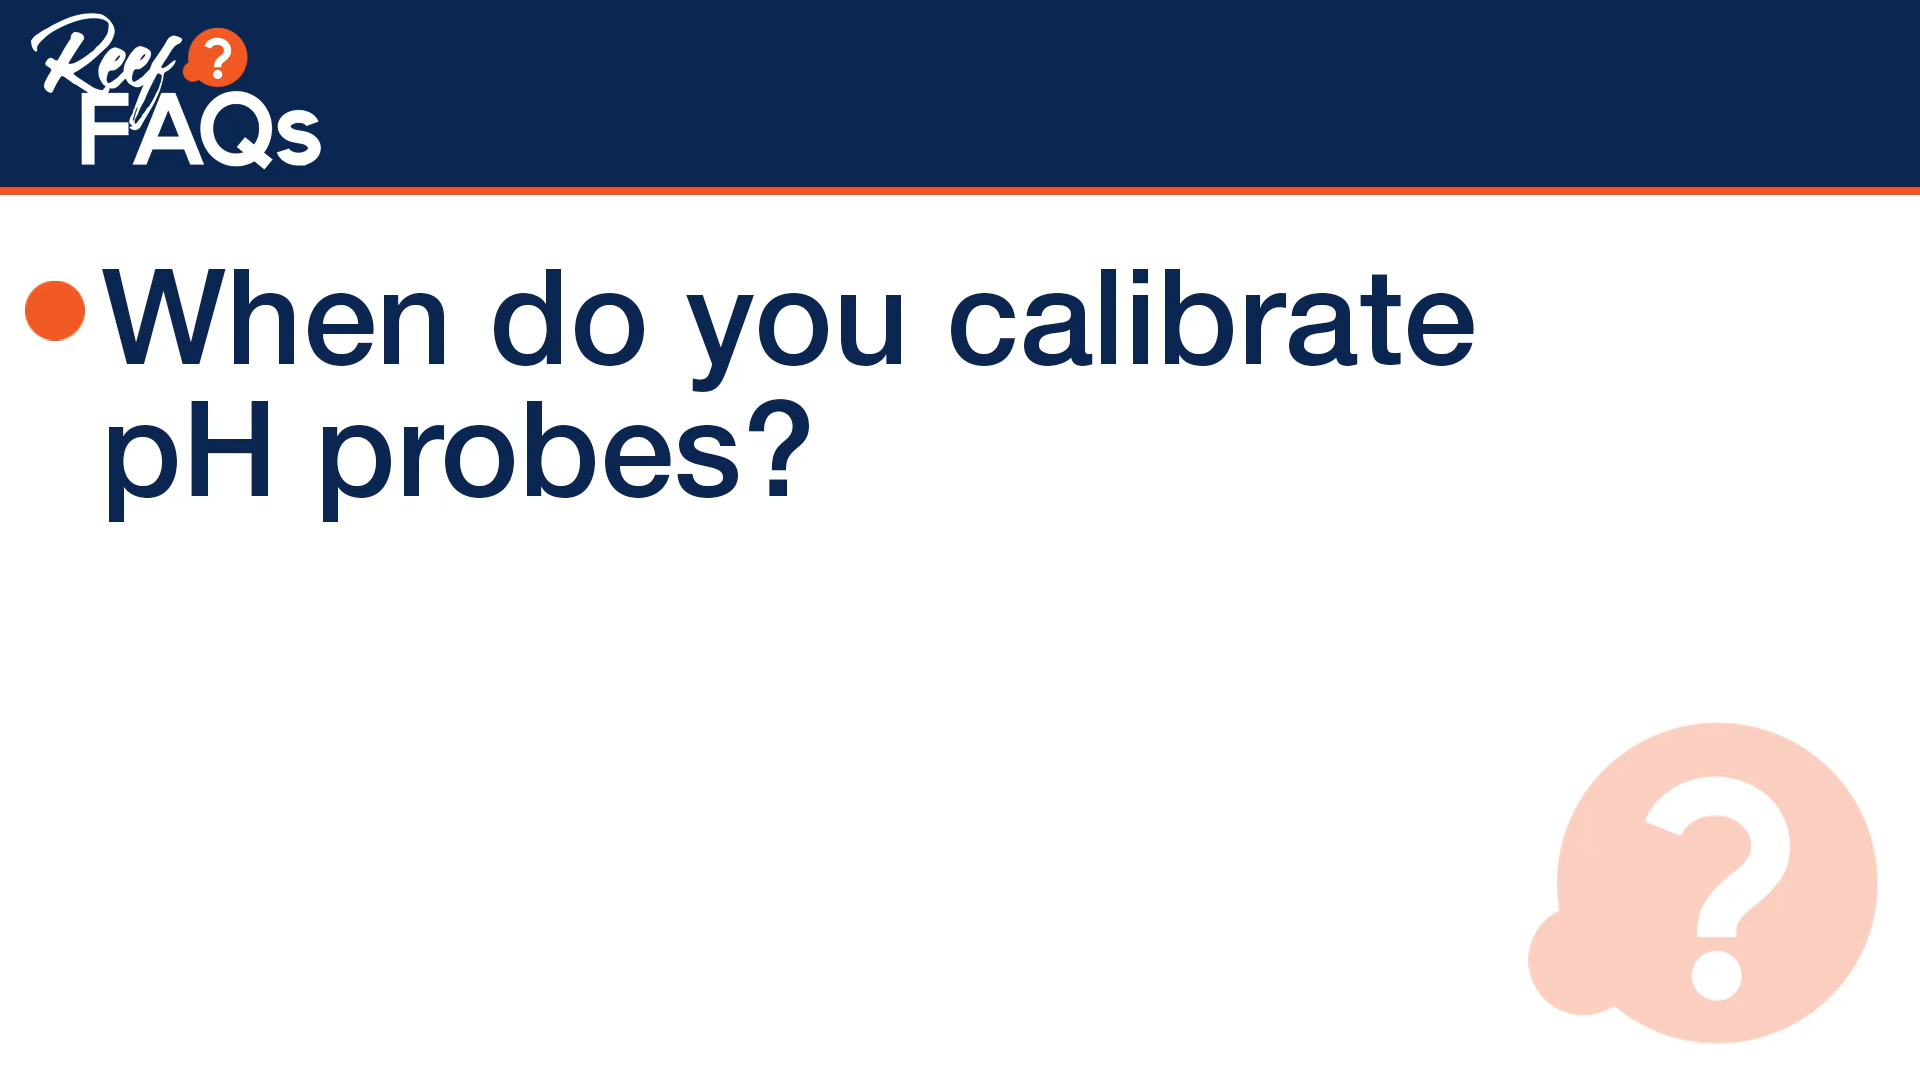 Reef ?
FAQs
When do you calibrate
pH probes?
?